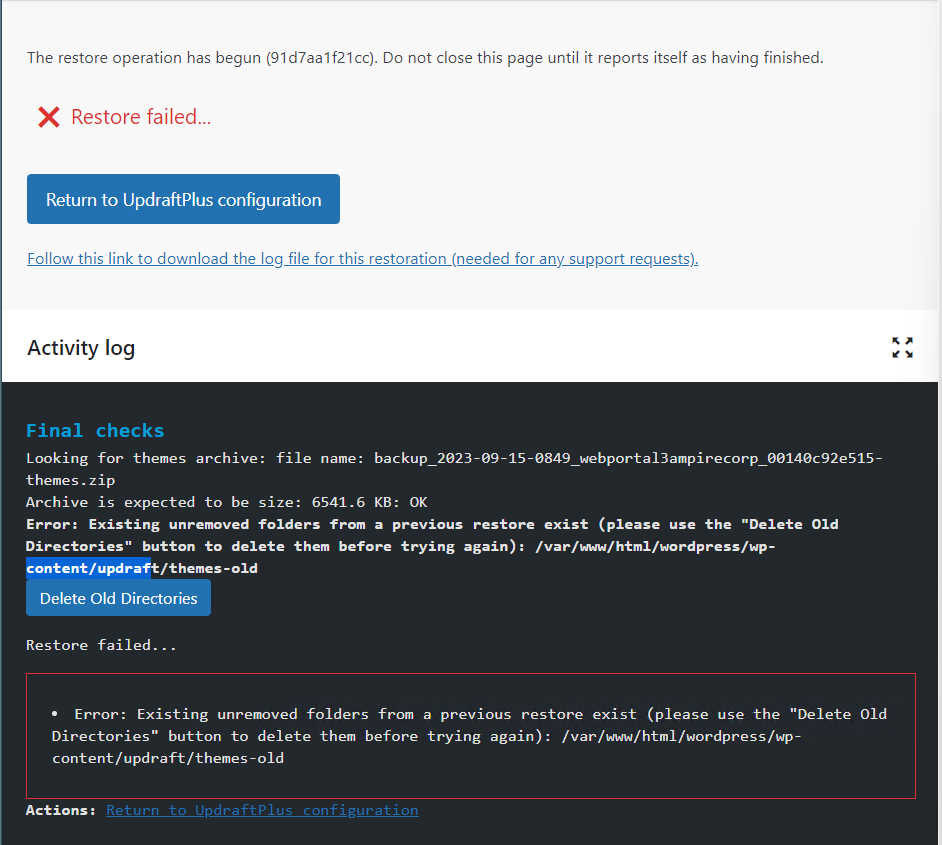 The restore operation has begun (91d7aa1f21cc). Do not close this page until it reports itself as having finished.
Restore failed...
Return to UpdraftPlus configuration
Follow this link to download the log file for this restoration (needed for any support requests).
Activity log
Final checks
Looking for themes archive: file name: backup_2023-09-15-0849_webportal3ampirecorp_00140c92e515-
themes.zip
Archive is expected to be size: 6541.6 KB: OK
Error: Existing unremoved folders from a previous restore exist (please use the "Delete Old
Directories" button to delete them before trying again): /var/www/html/wordpress/wp-
content/updraft/themes-old
Delete Old Directories
Restore failed...
• Error: Existing unremoved folders from a previous restore exist (please use the "Delete Old
Directories" button to delete them before trying again): /var/www/html/wordpress/wp-
content/updraft/themes-old
Actions: Return to UpdraftPlus configuration